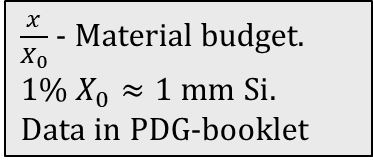 x/X₀ - Material budget.
1% X₀ ≈ 1 mm Si.
Data in PDG-booklet